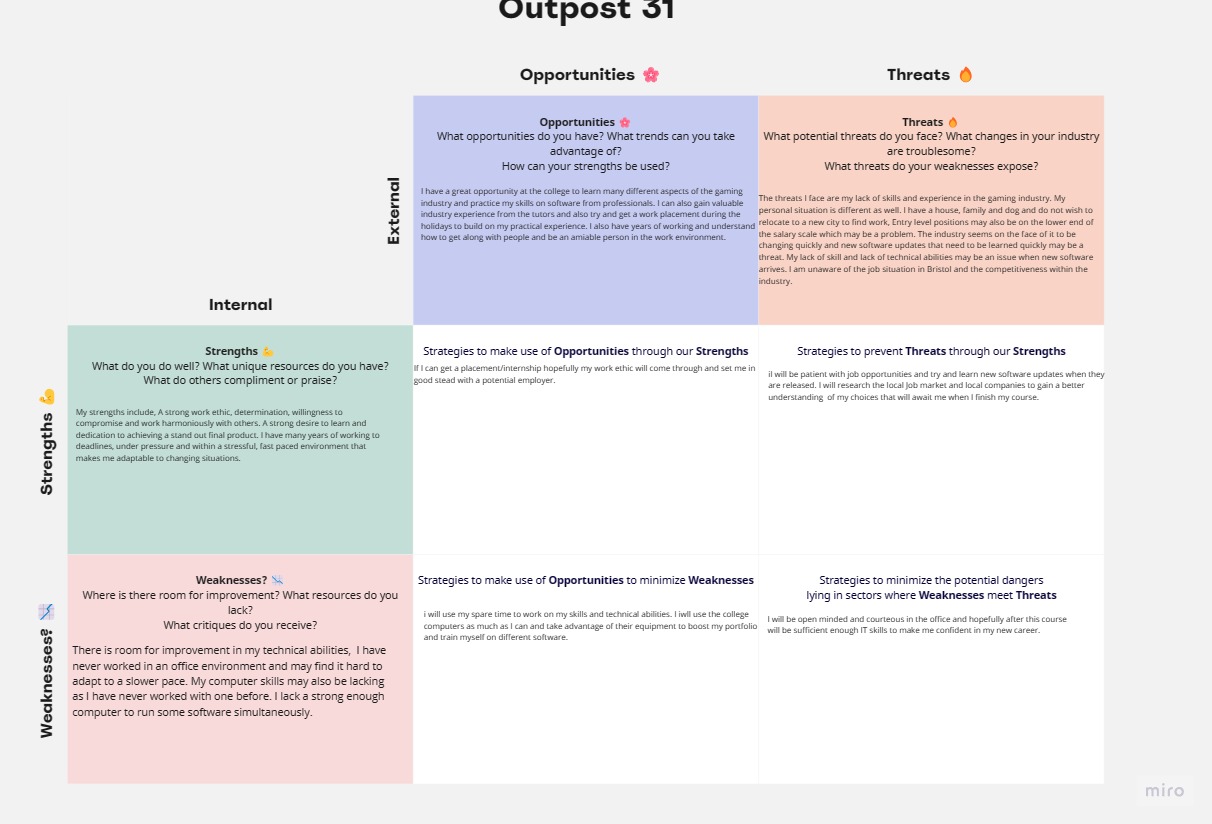 Outpost 31
Opportunities 🌸
Threats 🔥
External
Opportunities 🌸
What opportunities do you have? What trends can you take
advantage of?
How can your strengths be used?
I have a great opportunity at the college to learn many different aspects of the gaming
industry and practice my skills on software from professionals. I can also gain valuable
industry experience from the tutors and also try and get a work placement during the
holidays to build on my practical experience. I also have years of working and understand
how to get along with people and be an amiable person in the work environment.
Threats 🔥
What potential threats do you face? What changes in your industry
are troublesome?
What threats do your weaknesses expose?
The threats I face are my lack of skills and experience in the gaming industry. My
personal situation is different as well. I have a house, family and dog and do not wish to
relocate to a new city to find work, Entry level positions may also be on the lower end of
the salary scale which may be a problem. The industry seems on the face of it to be
changing quickly and new software updates that need to be learned quickly may be a
threat. My lack of skill and lack of technical abilities may be an issue when new software
arrives. I am unaware of the job situation in Bristol and the competitiveness within the
industry.
Internal
Strengths 💪
Strengths 💪
What do you do well? What unique resources do you have?
What do others compliment or praise?
My strengths include, A strong work ethic, determination, willingness to
compromise and work harmoniously with others. A strong desire to learn and
dedication to achieving a stand out final product. I have many years of working to
deadlines, under pressure and within a stressful, fast paced environment that
makes me adaptable to changing situations.
Strategies to make use of Opportunities through our Strengths
If I can get a placement/internship hopefully my work ethic will come through and set me in
good stead with a potential employer.
Strategies to prevent Threats through our Strengths
iI will be patient with job opportunities and try and learn new software updates when they
are released. I will research the local Job market and local companies to gain a better
understanding of my choices that will await me when I finish my course.
Weaknesses? 📉
Weaknesses? 📉
Where is there room for improvement? What resources do you
lack?
What critiques do you receive?
There is room for improvement in my technical abilities, I have
never worked in an office environment and may find it hard to
adapt to a slower pace. My computer skills may also be lacking
as I have never worked with one before. I lack a strong enough
computer to run some software simultaneously.
Strategies to make use of Opportunities to minimize Weaknesses
i will use my spare time to work on my skills and technical abilities. I iwll use the college
computers as much as I can and take advantage of their equipment to boost my portfolio
and train myself on different software.
Strategies to minimize the potential dangers
lying in sectors where Weaknesses meet Threats
I will be open minded and courteous in the office and hopefully after this course
will be sufficient enough IT skills to make me confident in my new career.
miro